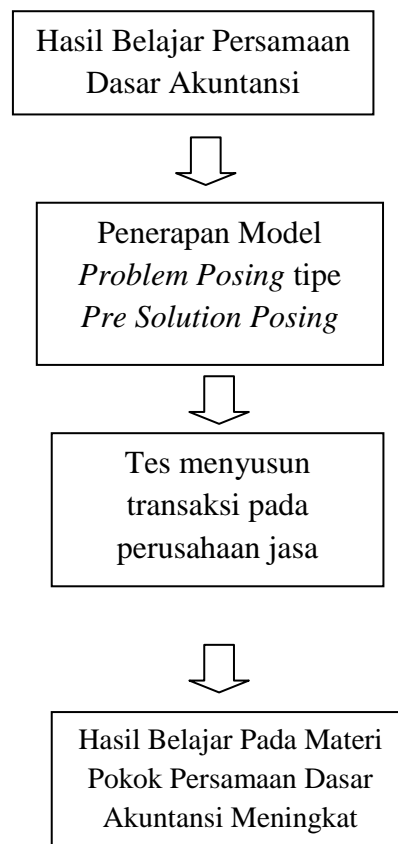 Hasil Belajar Persamaan
Dasar Akuntansi
Penerapan Model
Problem Posing tipe
Pre Solution Posing
Tes menyusun
transaksi pada
perusahaan jasa
Hasil Belajar Pada Materi
Pokok Persamaan Dasar
Akuntansi Meningkat